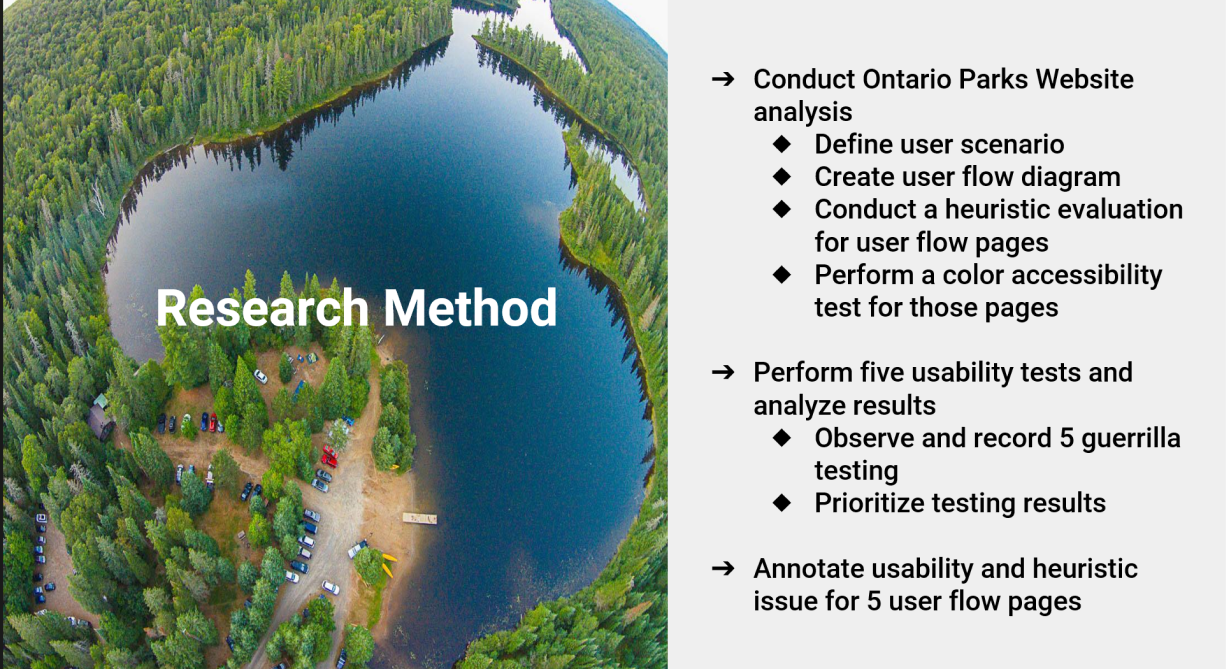 Research Method
➔ Conduct Ontario Parks Website
analysis
◆ Define user scenario
◆ Create user flow diagram
◆ Conduct a heuristic evaluation
for user flow pages
◆ Perform a color accessibility
test for those pages
➔ Perform five usability tests and
analyze results
◆ Observe and record 5 guerrilla
testing
◆ Prioritize testing results
➔ Annotate usability and heuristic
issue for 5 user flow pages